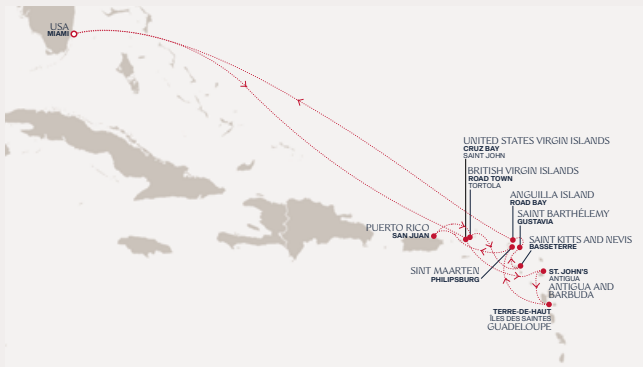 USA
MIAMI
UNITED STATES VIRGIN ISLANDS
CRUZ BAY
SAINT JOHN
BRITISH VIRGIN ISLANDS
ROAD TOWN
TORTOLA
ANGUILLA ISLAND
ROAD BAY
SAINT BARTHÉLEMY
GUSTAVIA
PUERTO RICO
SAN JUAN
SAINT KITTS AND NEVIS
BASSETERRE
SINT MAARTEN
PHILIPSBURG
ST. JOHN'S
ANTIGUA
ANTIGUA AND
BARBUDA
TERRE-DE-HAUT
ÎLES DES SAINTES
GUADELOUPE